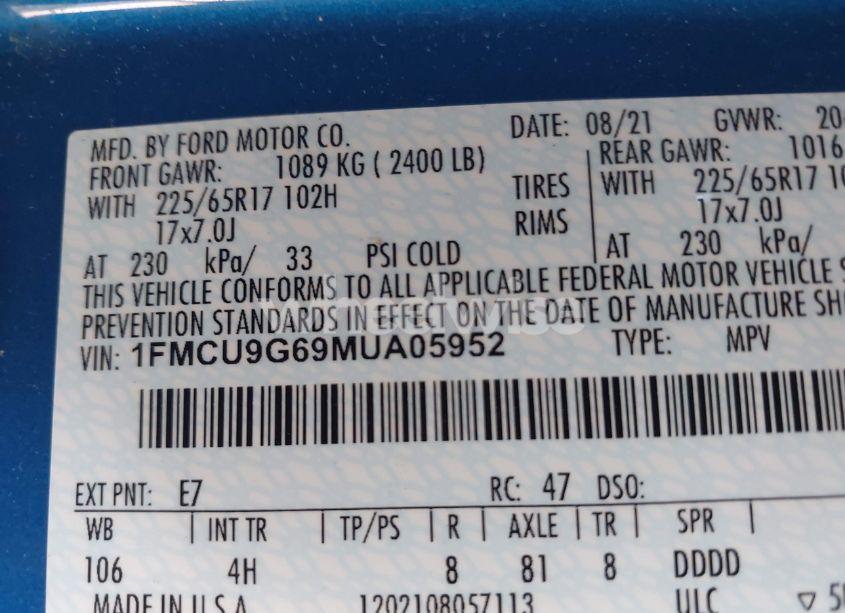 MFD. BY FORD MOTOR CO. DATE: 08/21 GVWR:
FRONT GAWR: 1089 KG ( 2400 LB) REAR GAWR: 1016
WITH 225/65R17 102H TIRES WITH 225/65R17
17x7.0J RIMS 17x7.0J
AT 230 kPa/ 33 PSI COLD AT 230 kPa/
THIS VEHICLE CONFORMS TO ALL APPLICABLE FEDERAL MOTOR VEHICLE
PREVENTION STANDARDS IN EFFECT ON THE DATE OF MANUFACTURE
VIN: 1FMCU9G69MUA05952 TYPE: MPV
EXT PNT: E7 RC: 47 DSO:
WB INT TR TP/PS R AXLE TR SPR
106 4H 8 81 8 DDDD
MADE IN U.S.A. 1202108057113 ULC